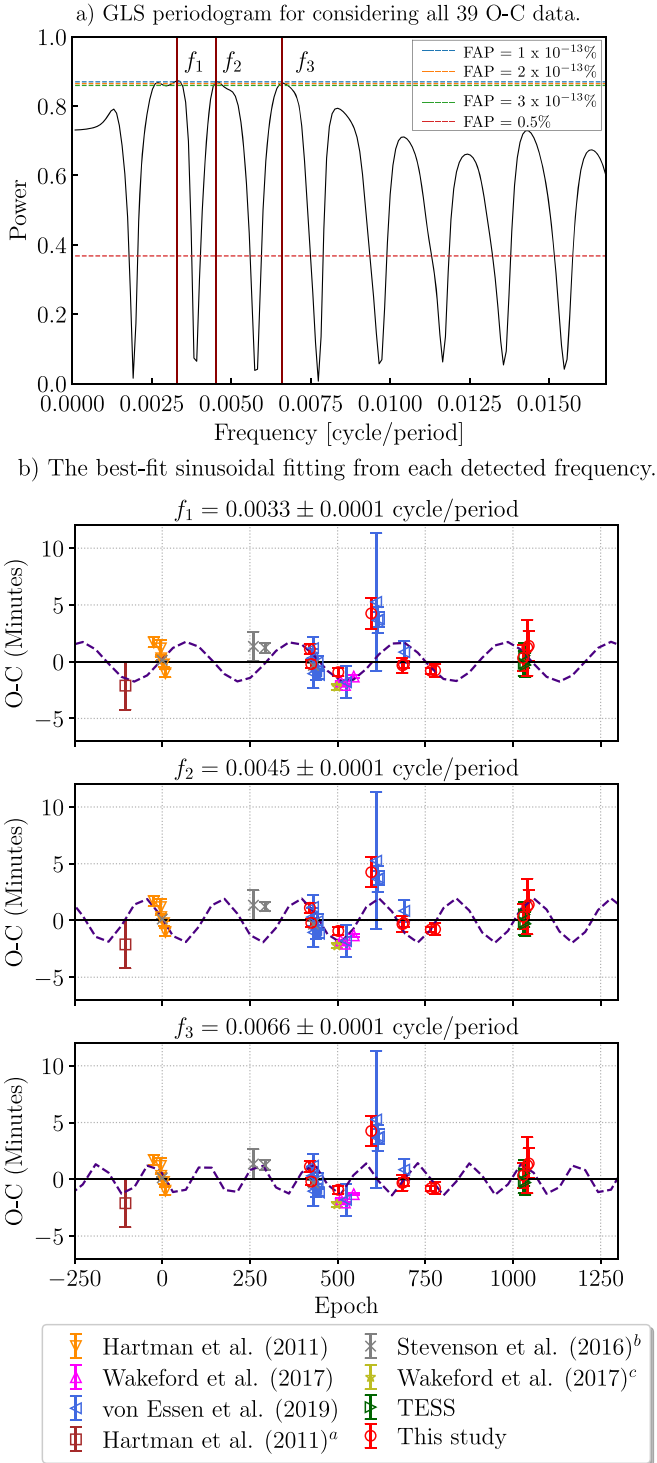 a) GLS periodogram for considering all 39 O-C data.
1.0
0.8
0.6
0.4
0.2
0.0
Power
f₁ f₂ f₃
FAP = 1 x 10⁻¹³%
FAP = 2 x 10⁻¹³%
FAP = 3 x 10⁻¹³%
FAP = 0.5%
0.0000 0.0025 0.0050 0.0075 0.0100 0.0125 0.0150
Frequency [cycle/period]
b) The best-fit sinusoidal fitting from each detected frequency.
f₁ = 0.0033 ± 0.0001 cycle/period
10
5
0
−5
O-C (Minutes)
f₂ = 0.0045 ± 0.0001 cycle/period
10
5
0
−5
O-C (Minutes)
f₃ = 0.0066 ± 0.0001 cycle/period
10
5
0
−5
O-C (Minutes)
−250 0 250 500 750 1000 1250
Epoch
Hartman et al. (2011)
Wakeford et al. (2017)
von Essen et al. (2019)
Hartman et al. (2011)ᵃ
Stevenson et al. (2016)ᵇ
Wakeford et al. (2017)ᶜ
TESS
This study